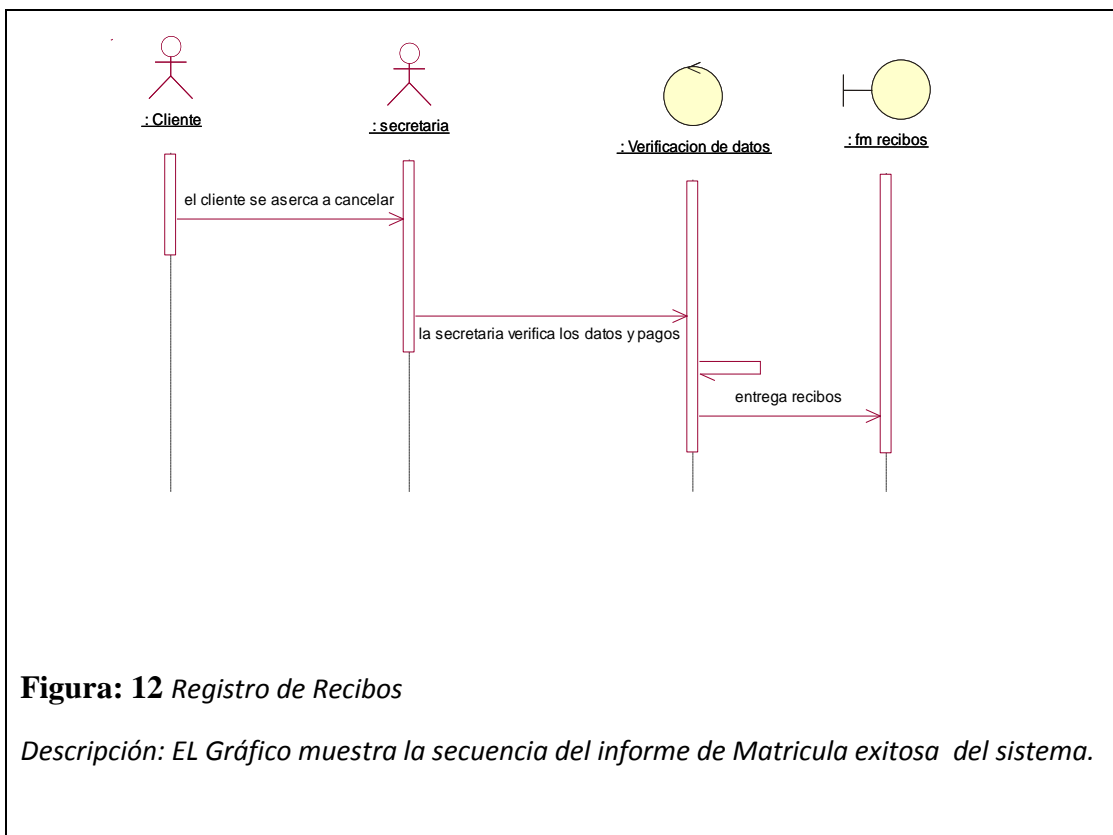 : Cliente
: secretaria
: Verificacion de datos
: fm recibos
el cliente se aserca a cancelar
la secretaria verifica los datos y pagos
entrega recibos
Figura: 12 Registro de Recibos
Descripción: EL Gráfico muestra la secuencia del informe de Matricula exitosa del sistema.